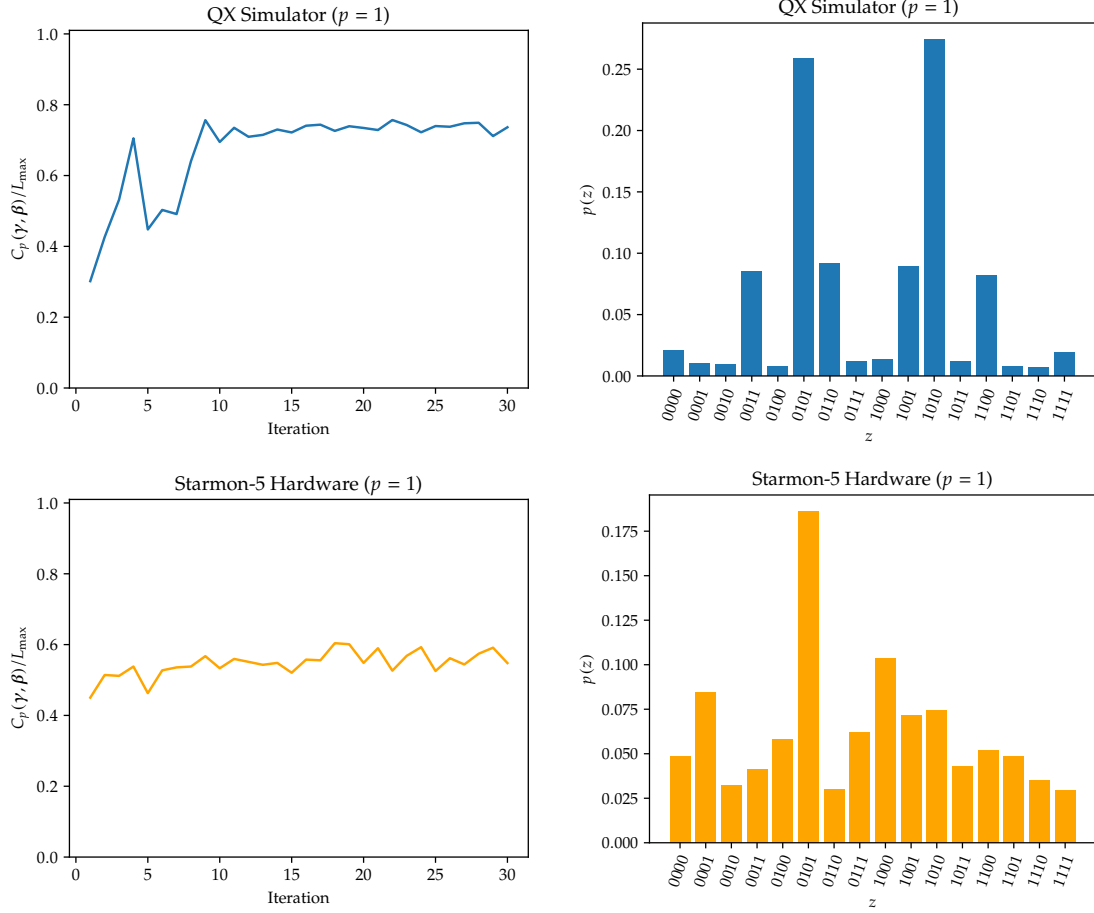 QX Simulator (p = 1)
1.0
0.8
0.6
0.4
0.2
0.0
C_p(γ, β)/L_max
0 5 10 15 20 25 30
Iteration
QX Simulator (p = 1)
0.25
0.20
0.15
0.10
0.05
0.00
p(z)
0000 0001 0010 0011 0100 0101 0110 0111 1000 1001 1010 1011 1100 1101 1110 1111
z
Starmon-5 Hardware (p = 1)
1.0
0.8
0.6
0.4
0.2
0.0
C_p(γ, β)/L_max
0 5 10 15 20 25 30
Iteration
Starmon-5 Hardware (p = 1)
0.175
0.150
0.125
0.100
0.075
0.050
0.025
0.000
p(z)
0000 0001 0010 0011 0100 0101 0110 0111 1000 1001 1010 1011 1100 1101 1110 1111
z